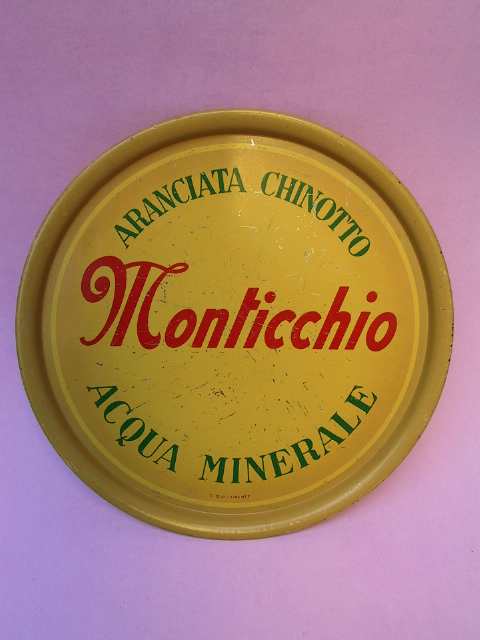 ARANCIATA CHINOTTO
Monticchio
ACQUA MINERALE